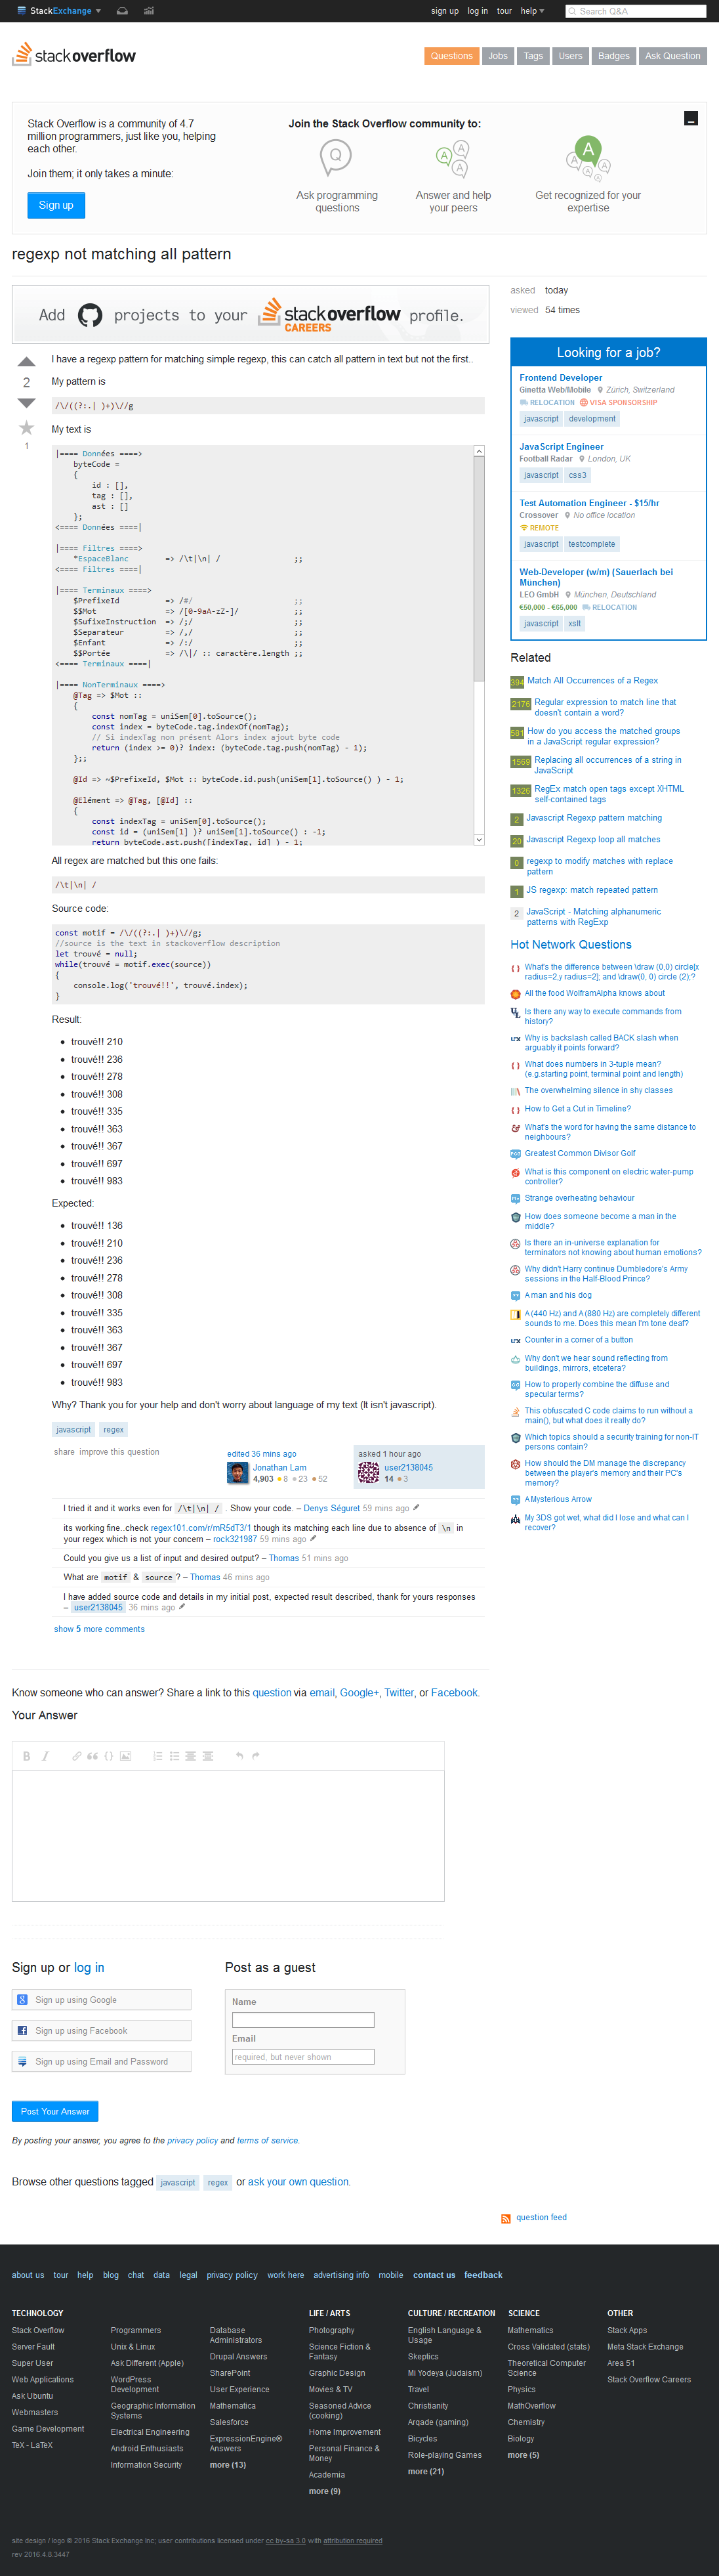 StackExchange
sign up log in tour help
Search Q&A
stackoverflow
Questions Jobs Tags Users Badges Ask Question
Stack Overflow is a community of 4.7
million programmers, just like you, helping
each other.
Join them; it only takes a minute:
Sign up
Join the Stack Overflow community to:
Ask programming
questions
Answer and help
your peers
Get recognized for your
expertise
regexp not matching all pattern
Add projects to your stackoverflow CAREERS profile.
2
1
I have a regexp pattern for matching simple regexp, this can catch all pattern in text but not the first..
My pattern is
/\/((?:.| )+)\//g
My text is
|==== Données ====>
byteCode =
{
id : [],
tag : [],
ast : []
};
<==== Données ====|
|==== Filtres ====>
*EspaceBlanc => /\t|\n| / ;;
<==== Filtres ====|
|==== Terminaux ====>
$PrefixeId => /#/ ;;
$$Mot => /[0-9aA-zZ-]/ ;;
$SufixeInstruction => /;/ ;;
$Separateur => /,/ ;;
$Enfant => /:/ ;;
$$Portée => /\|/ :: caractère.length ;;
<==== Terminaux ====|
|==== NonTerminaux ====>
@Tag => $Mot ::
{
const nomTag = uniSem[0].toSource();
const indexTag = byteCode.tag.indexOf(nomTag);
// Si indexTag non présent Alors index ajout byte code
return (index >= 0)? index: (byteCode.tag.push(nomTag) - 1);
};;
@Id => ~$PrefixeId, $Mot :: byteCode.id.push(uniSem[1].toSource() ) - 1;
@Elément => @Tag, [@Id] ::
{
const indexTag = uniSem[0].toSource();
const id = (uniSem[1] )? uniSem[1].toSource() : -1;
return byteCode.ast.push([indexTag, id] ) - 1;
All regex are matched but this one fails:
/\t|\n| /
Source code:
const motif = /\/((?:.| )+)\//g;
//source is the text in stackoverflow description
let trouvé = null;
while(trouvé = motif.exec(source))
{
console.log('trouvé!!', trouvé.index);
}
Result:
• trouvé!! 210
• trouvé!! 236
• trouvé!! 278
• trouvé!! 308
• trouvé!! 335
• trouvé!! 363
• trouvé!! 367
• trouvé!! 697
• trouvé!! 983
Expected:
• trouvé!! 136
• trouvé!! 210
• trouvé!! 236
• trouvé!! 278
• trouvé!! 308
• trouvé!! 335
• trouvé!! 363
• trouvé!! 367
• trouvé!! 697
• trouvé!! 983
Why? Thank you for your help and don't worry about language of my text (It isn't javascript).
javascript regex
share improve this question
edited 36 mins ago
Jonathan Lam
4,903 8 23 52
asked 1 hour ago
user2138045
14 3
I tried it and it works even for /\t|\n| / . Show your code. – Denys Séguret 59 mins ago
its working fine..check regex101.com/r/mR5dT3/1 though its matching each line due to absence of \n in
your regex which is not your concern – rock321987 59 mins ago
Could you give us a list of input and desired output? – Thomas 51 mins ago
What are motif & source? – Thomas 46 mins ago
I have added source code and details in my initial post, expected result described, thank for yours responses
– user2138045 36 mins ago
show 5 more comments
Know someone who can answer? Share a link to this question via email, Google+, Twitter, or Facebook.
Your Answer
Sign up or log in
Sign up using Google
Sign up using Facebook
Sign up using Email and Password
Post as a guest
Name
Email
required, but never shown
Post Your Answer
By posting your answer, you agree to the privacy policy and terms of service.
Browse other questions tagged javascript regex or ask your own question.
asked today
viewed 54 times
Looking for a job?
Frontend Developer
Ginetta Web/Mobile Zürich, Switzerland
RELOCATION VISA SPONSORSHIP
javascript development
JavaScript Engineer
Football Radar London, UK
javascript css3
Test Automation Engineer - $15/hr
Crossover No office location
REMOTE
javascript testcomplete
Web-Developer (w/m) (Sauerlach bei
München)
LEO GmbH München, Deutschland
€50,000 - €65,000 RELOCATION
javascript xslt
Related
394 Match All Occurrences of a Regex
2176 Regular expression to match line that
doesn't contain a word?
581 How do you access the matched groups
in a JavaScript regular expression?
1569 Replacing all occurrences of a string in
JavaScript
1326 RegEx match open tags except XHTML
self-contained tags
2 Javascript Regexp pattern matching
20 Javascript Regexp loop all matches
0 regexp to modify matches with replace
pattern
1 JS regexp: match repeated pattern
2 JavaScript - Matching alphanumeric
patterns with RegExp
Hot Network Questions
What's the difference between \draw (0,0) circle[x
radius=2,y radius=2]; and \draw(0, 0) circle (2);?
All the food WolframAlpha knows about
Is there any way to execute commands from
history?
Why is backslash called BACK slash when
arguably it points forward?
What does numbers in 3-tuple mean?
(e.g.starting point, terminal point and length)
The overwhelming silence in shy classes
How to Get a Cut in Timeline?
What's the word for having the same distance to
neighbours?
Greatest Common Divisor Golf
What is this component on electric water-pump
controller?
Strange overheating behaviour
How does someone become a man in the
middle?
Is there an in-universe explanation for
terminators not knowing about human emotions?
Why didn't Harry continue Dumbledore's Army
sessions in the Half-Blood Prince?
A man and his dog
A (440 Hz) and A (880 Hz) are completely different
sounds to me. Does this mean I'm tone deaf?
Counter in a corner of a button
Why don't we hear sound reflecting from
buildings, mirrors, etcetera?
How to properly combine the diffuse and
specular terms?
This obfuscated C code claims to run without a
main(), but what does it really do?
Which topics should a security training for non-IT
persons contain?
How should the DM manage the discrepancy
between the player's memory and their PC's
memory?
A Mysterious Arrow
My 3DS got wet, what did I lose and what can I
recover?
question feed
about us tour help blog chat data legal privacy policy work here advertising info mobile contact us feedback
TECHNOLOGY
Stack Overflow
Server Fault
Super User
Web Applications
Ask Ubuntu
Webmasters
Game Development
TeX - LaTeX
Programmers
Unix & Linux
Ask Different (Apple)
WordPress
Development
Geographic Information
Systems
Electrical Engineering
Android Enthusiasts
Information Security
Database
Administrators
Drupal Answers
SharePoint
User Experience
Mathematica
Salesforce
ExpressionEngine®
Answers
more (13)
LIFE / ARTS
Photography
Science Fiction &
Fantasy
Graphic Design
Movies & TV
Seasoned Advice
(cooking)
Home Improvement
Personal Finance &
Money
Academia
more (9)
CULTURE / RECREATION
English Language &
Usage
Skeptics
Mi Yodeya (Judaism)
Travel
Christianity
Arqade (gaming)
Bicycles
Role-playing Games
more (21)
SCIENCE
Mathematics
Cross Validated (stats)
Theoretical Computer
Science
Physics
MathOverflow
Chemistry
Biology
more (5)
OTHER
Stack Apps
Meta Stack Exchange
Area 51
Stack Overflow Careers
site design / logo © 2016 Stack Exchange Inc; user contributions licensed under cc by-sa 3.0 with attribution required
rev 2016.4.8.3447